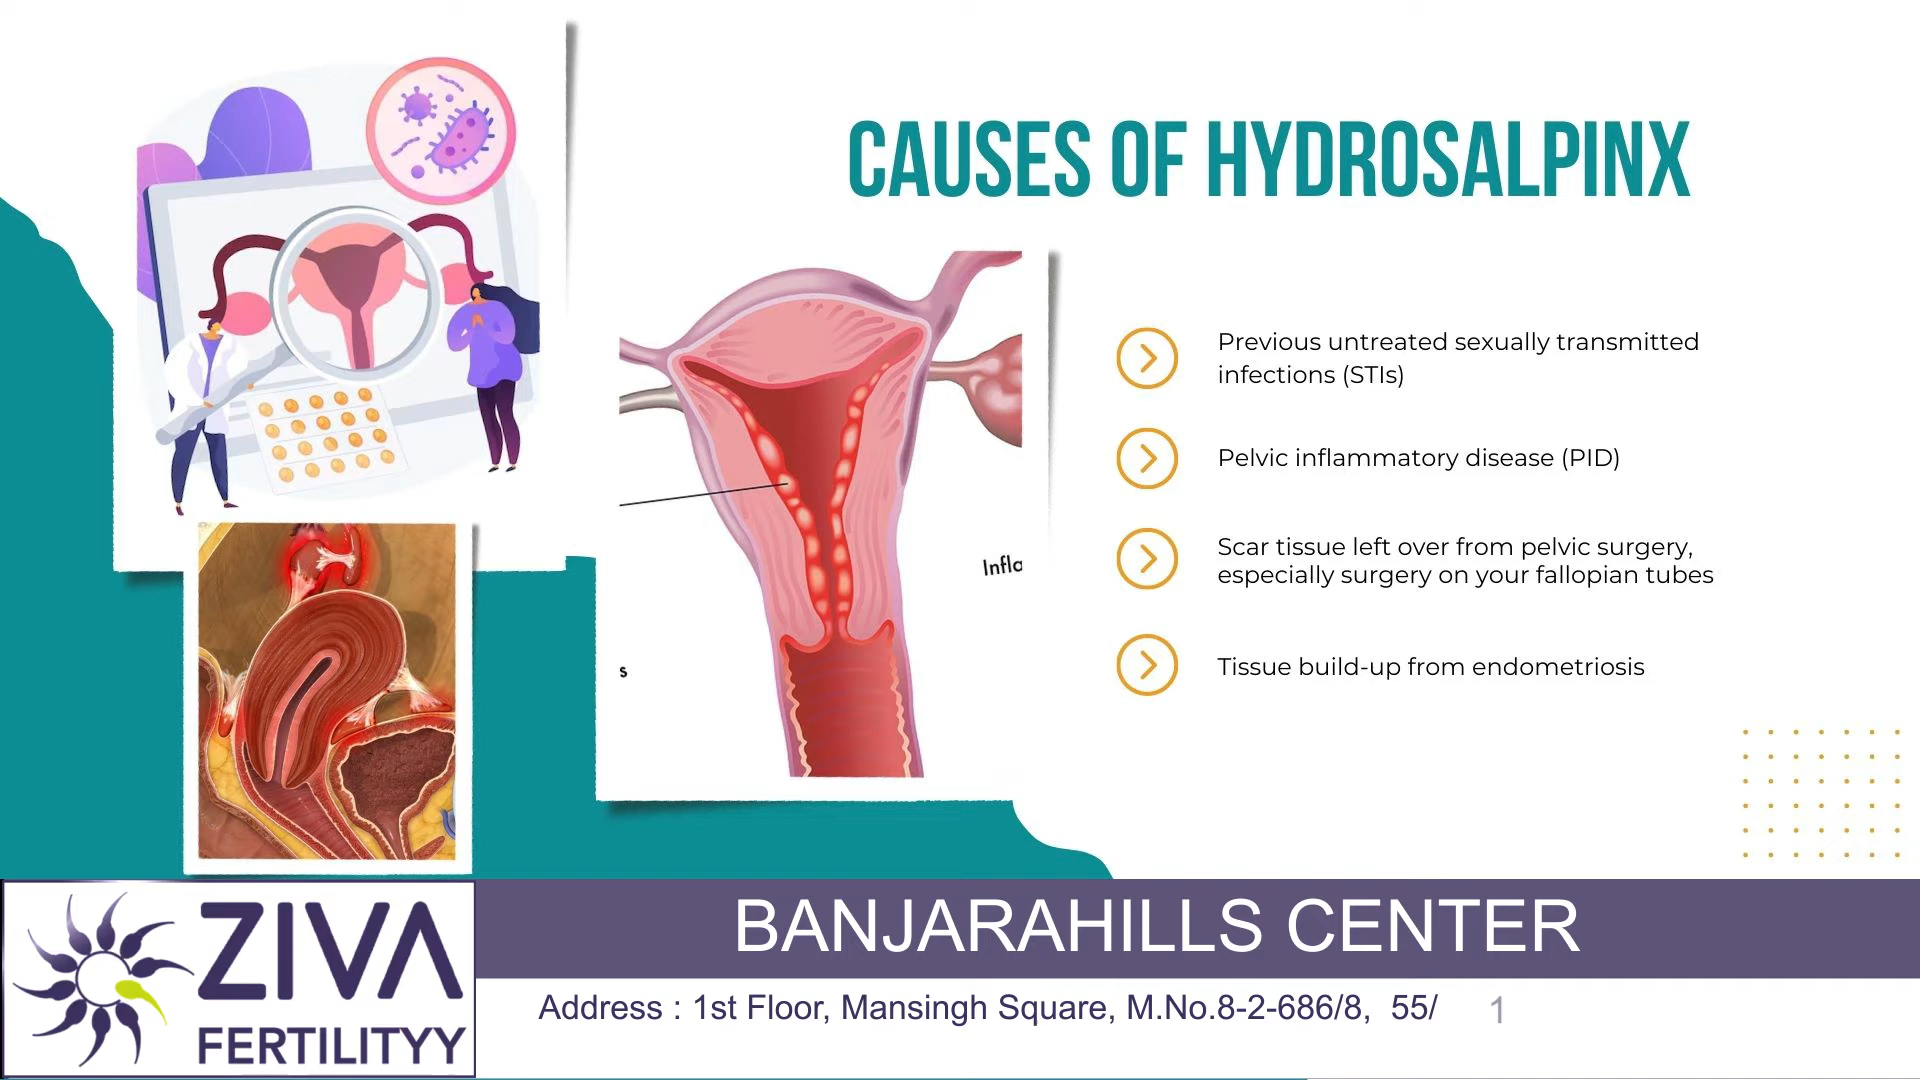 CAUSES OF HYDROSALPINX
Previous untreated sexually transmitted
infections (STIs)
Pelvic inflammatory disease (PID)
Scar tissue left over from pelvic surgery,
especially surgery on your fallopian tubes
Tissue build-up from endometriosis
Infla
s
ZIVA
FERTILITYY
BANJARAHILLS CENTER
Address : 1st Floor, Mansingh Square, M.No.8-2-686/8, 55/
1